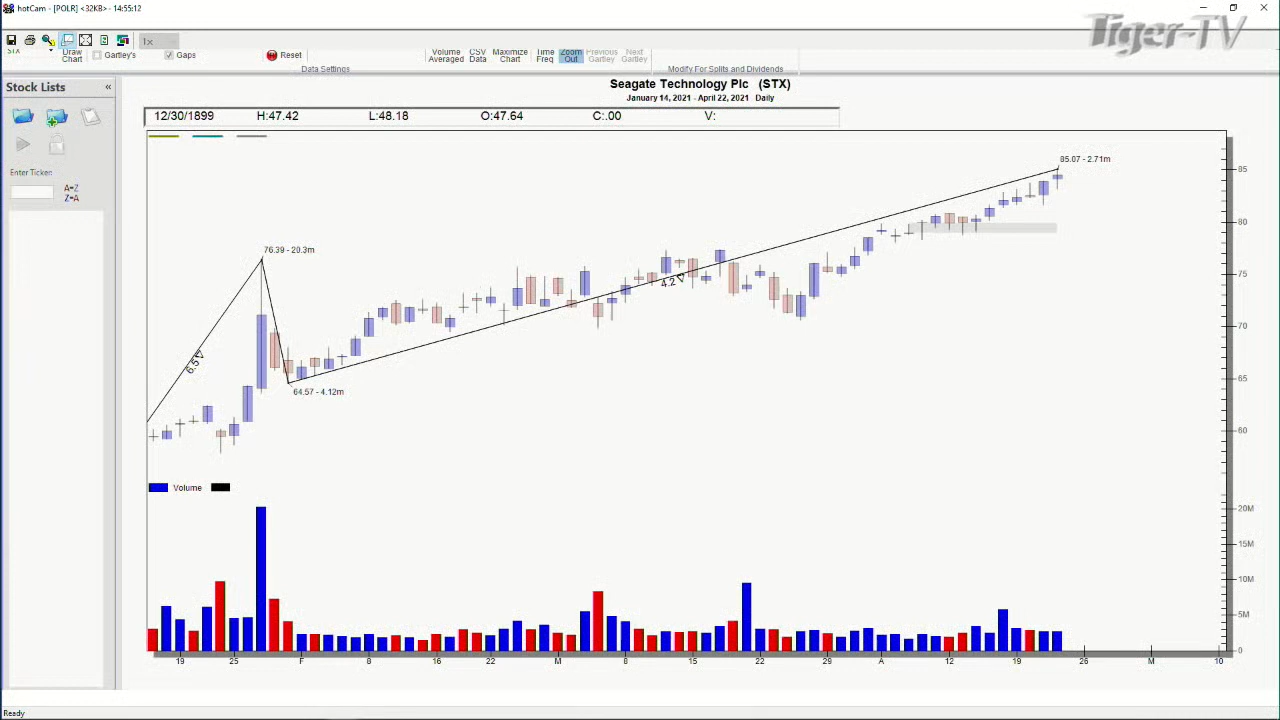 hotCam - [POLR] <32KB> - 14:55:12
Tiger-TV
1x
STX
Draw Chart
Gartley's
Gaps
Reset
Volume Averaged
CSV Data
Maximize Chart
Time Freq
Zoom Out
Previous Gartley
Next Gartley
Data Settings
Modify For Splits and Dividends
Stock Lists «
Seagate Technology Plc (STX)
January 14, 2021 - April 22, 2021 Daily
12/30/1899 H:47.42 L:48.18 O:47.64 C:.00 V:
Enter Ticker:
A=Z
Z=A
85.07 - 2.71m
85
80
76.39 - 20.3m
75
4.2
70
6.5
65
64.57 - 4.12m
60
Volume
20M
15M
10M
5M
0
19 25 F 8 16 22 M 8 15 22 29 A 12 19 26 M 10
Ready